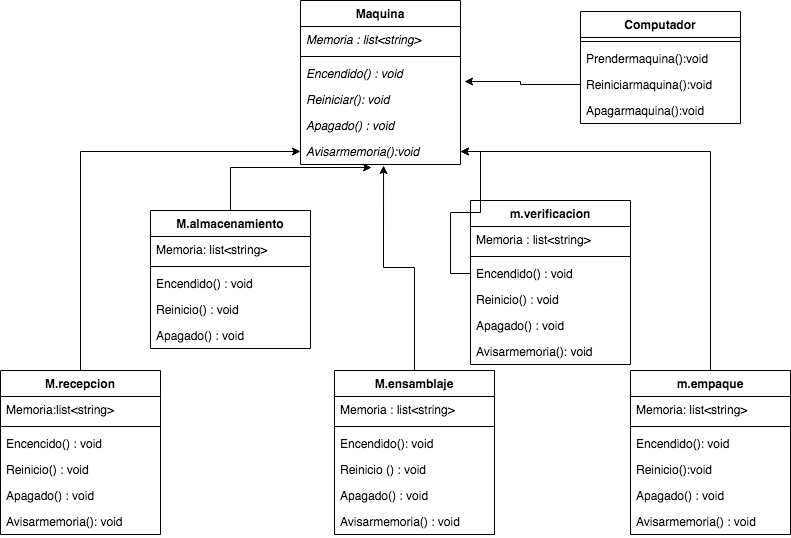 Maquina
Memoria : list<string>
Encendido() : void
Reiniciar(): void
Apagado() : void
Avisarmemoria():void
Computador
Prendermaquina():void
Reiniciarmaquina():void
Apagarmaquina():void
M.almacenamiento
Memoria: list<string>
Encendido() : void
Reinicio() : void
Apagado() : void
m.verificacion
Memoria : list<string>
Encendido() : void
Reinicio() : void
Apagado() : void
Avisarmemoria(): void
M.recepcion
Memoria:list<string>
Encencido() : void
Reinicio() : void
Apagado() : void
Avisarmemoria(): void
M.ensamblaje
Memoria : list<string>
Encendido(): void
Reinicio () : void
Apagado() : void
Avisarmemoria() : void
m.empaque
Memoria: list<string>
Encendido(): void
Reinicio():void
Apagado() : void
Avisarmemoria() : void